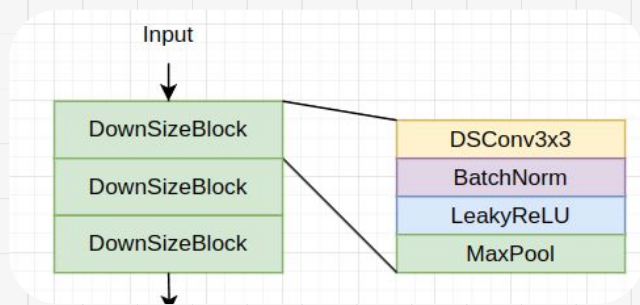 Input
DownSizeBlock
DownSizeBlock
DownSizeBlock
DSConv3x3
BatchNorm
LeakyReLU
MaxPool